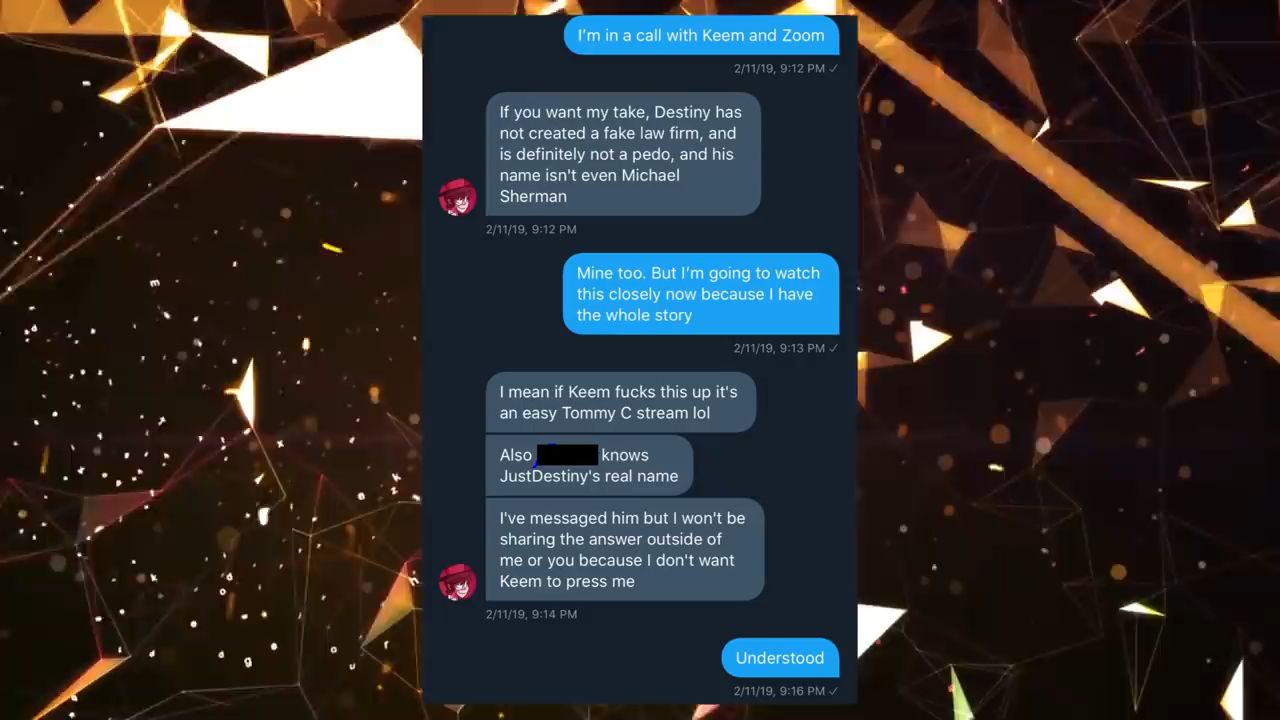 I'm in a call with Keem and Zoom
2/11/19, 9:12 PM ✓
If you want my take, Destiny has
not created a fake law firm, and
is definitely not a pedo, and his
name isn't even Michael
Sherman
2/11/19, 9:12 PM
Mine too. But I'm going to watch
this closely now because I have
the whole story
2/11/19, 9:13 PM ✓
I mean if Keem fucks this up it's
an easy Tommy C stream lol
Also knows
JustDestiny's real name
I've messaged him but I won't be
sharing the answer outside of
me or you because I don't want
Keem to press me
2/11/19, 9:14 PM
Understood
2/11/19, 9:16 PM ✓